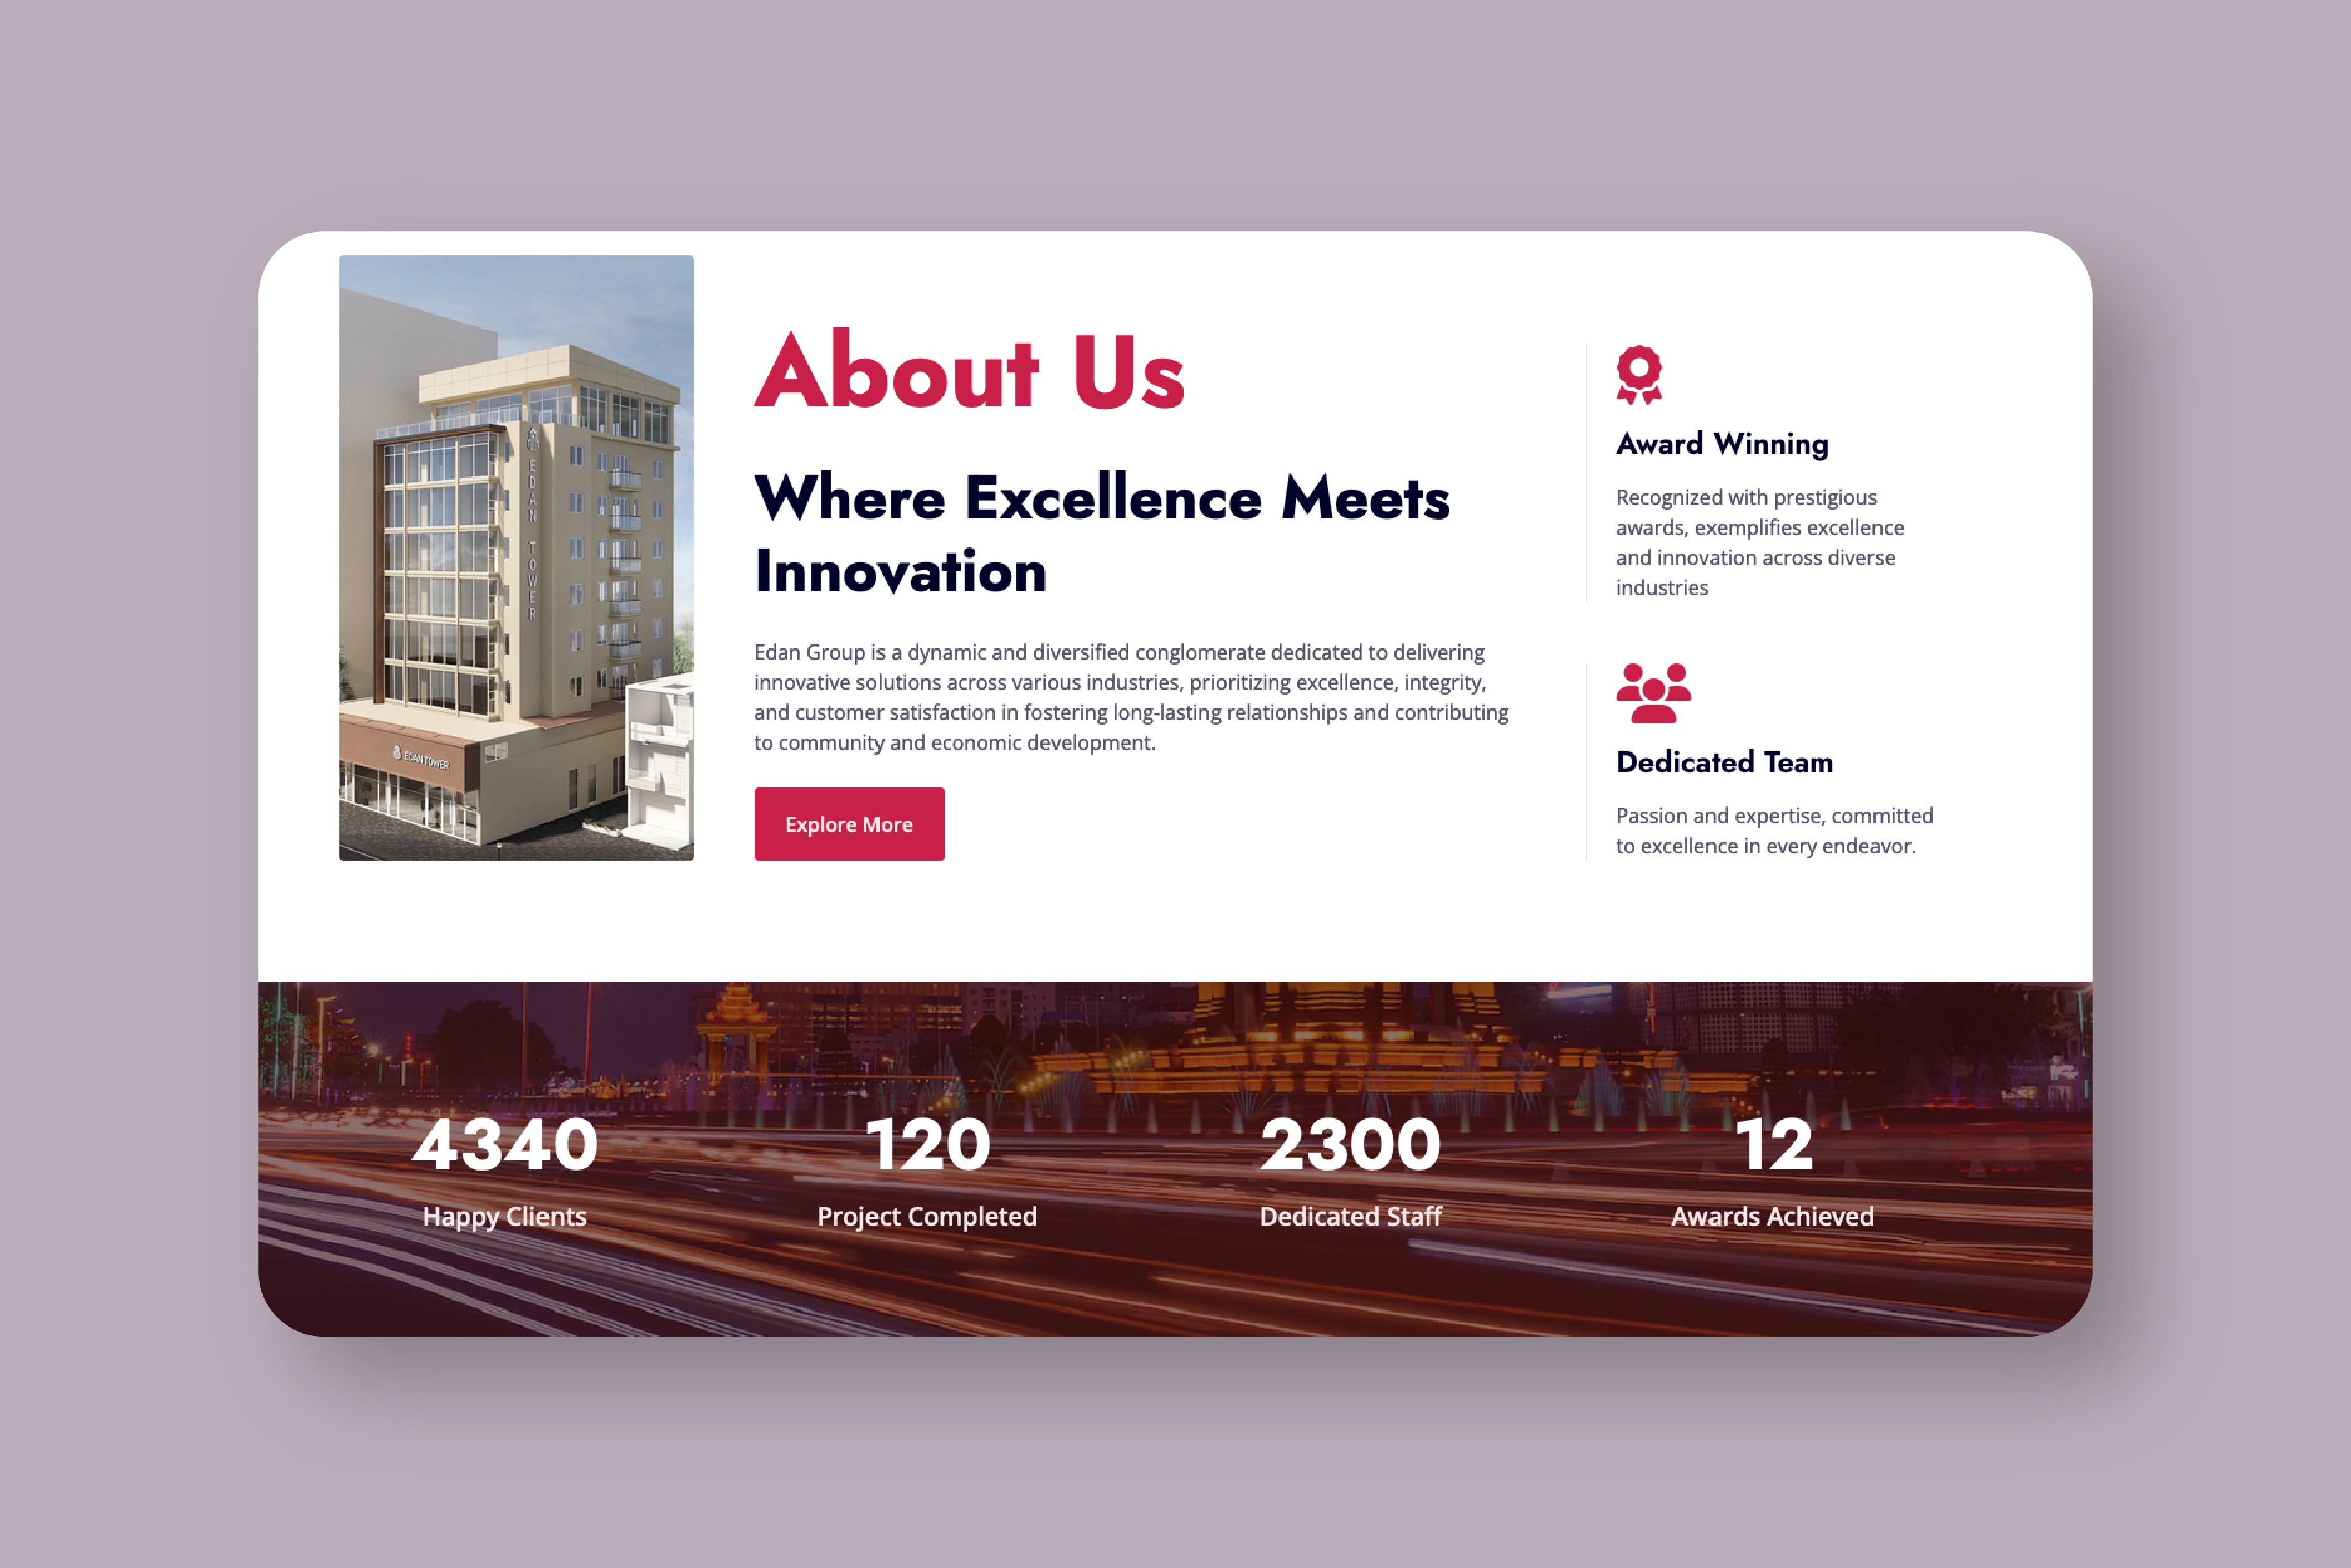 EDAN TOWER
EDAN TOWER
About Us
Where Excellence Meets
Innovation
Edan Group is a dynamic and diversified conglomerate dedicated to delivering
innovative solutions across various industries, prioritizing excellence, integrity,
and customer satisfaction in fostering long-lasting relationships and contributing
to community and economic development.
Explore More
Award Winning
Recognized with prestigious
awards, exemplifies excellence
and innovation across diverse
industries
Dedicated Team
Passion and expertise, committed
to excellence in every endeavor.
4340
Happy Clients
120
Project Completed
2300
Dedicated Staff
12
Awards Achieved